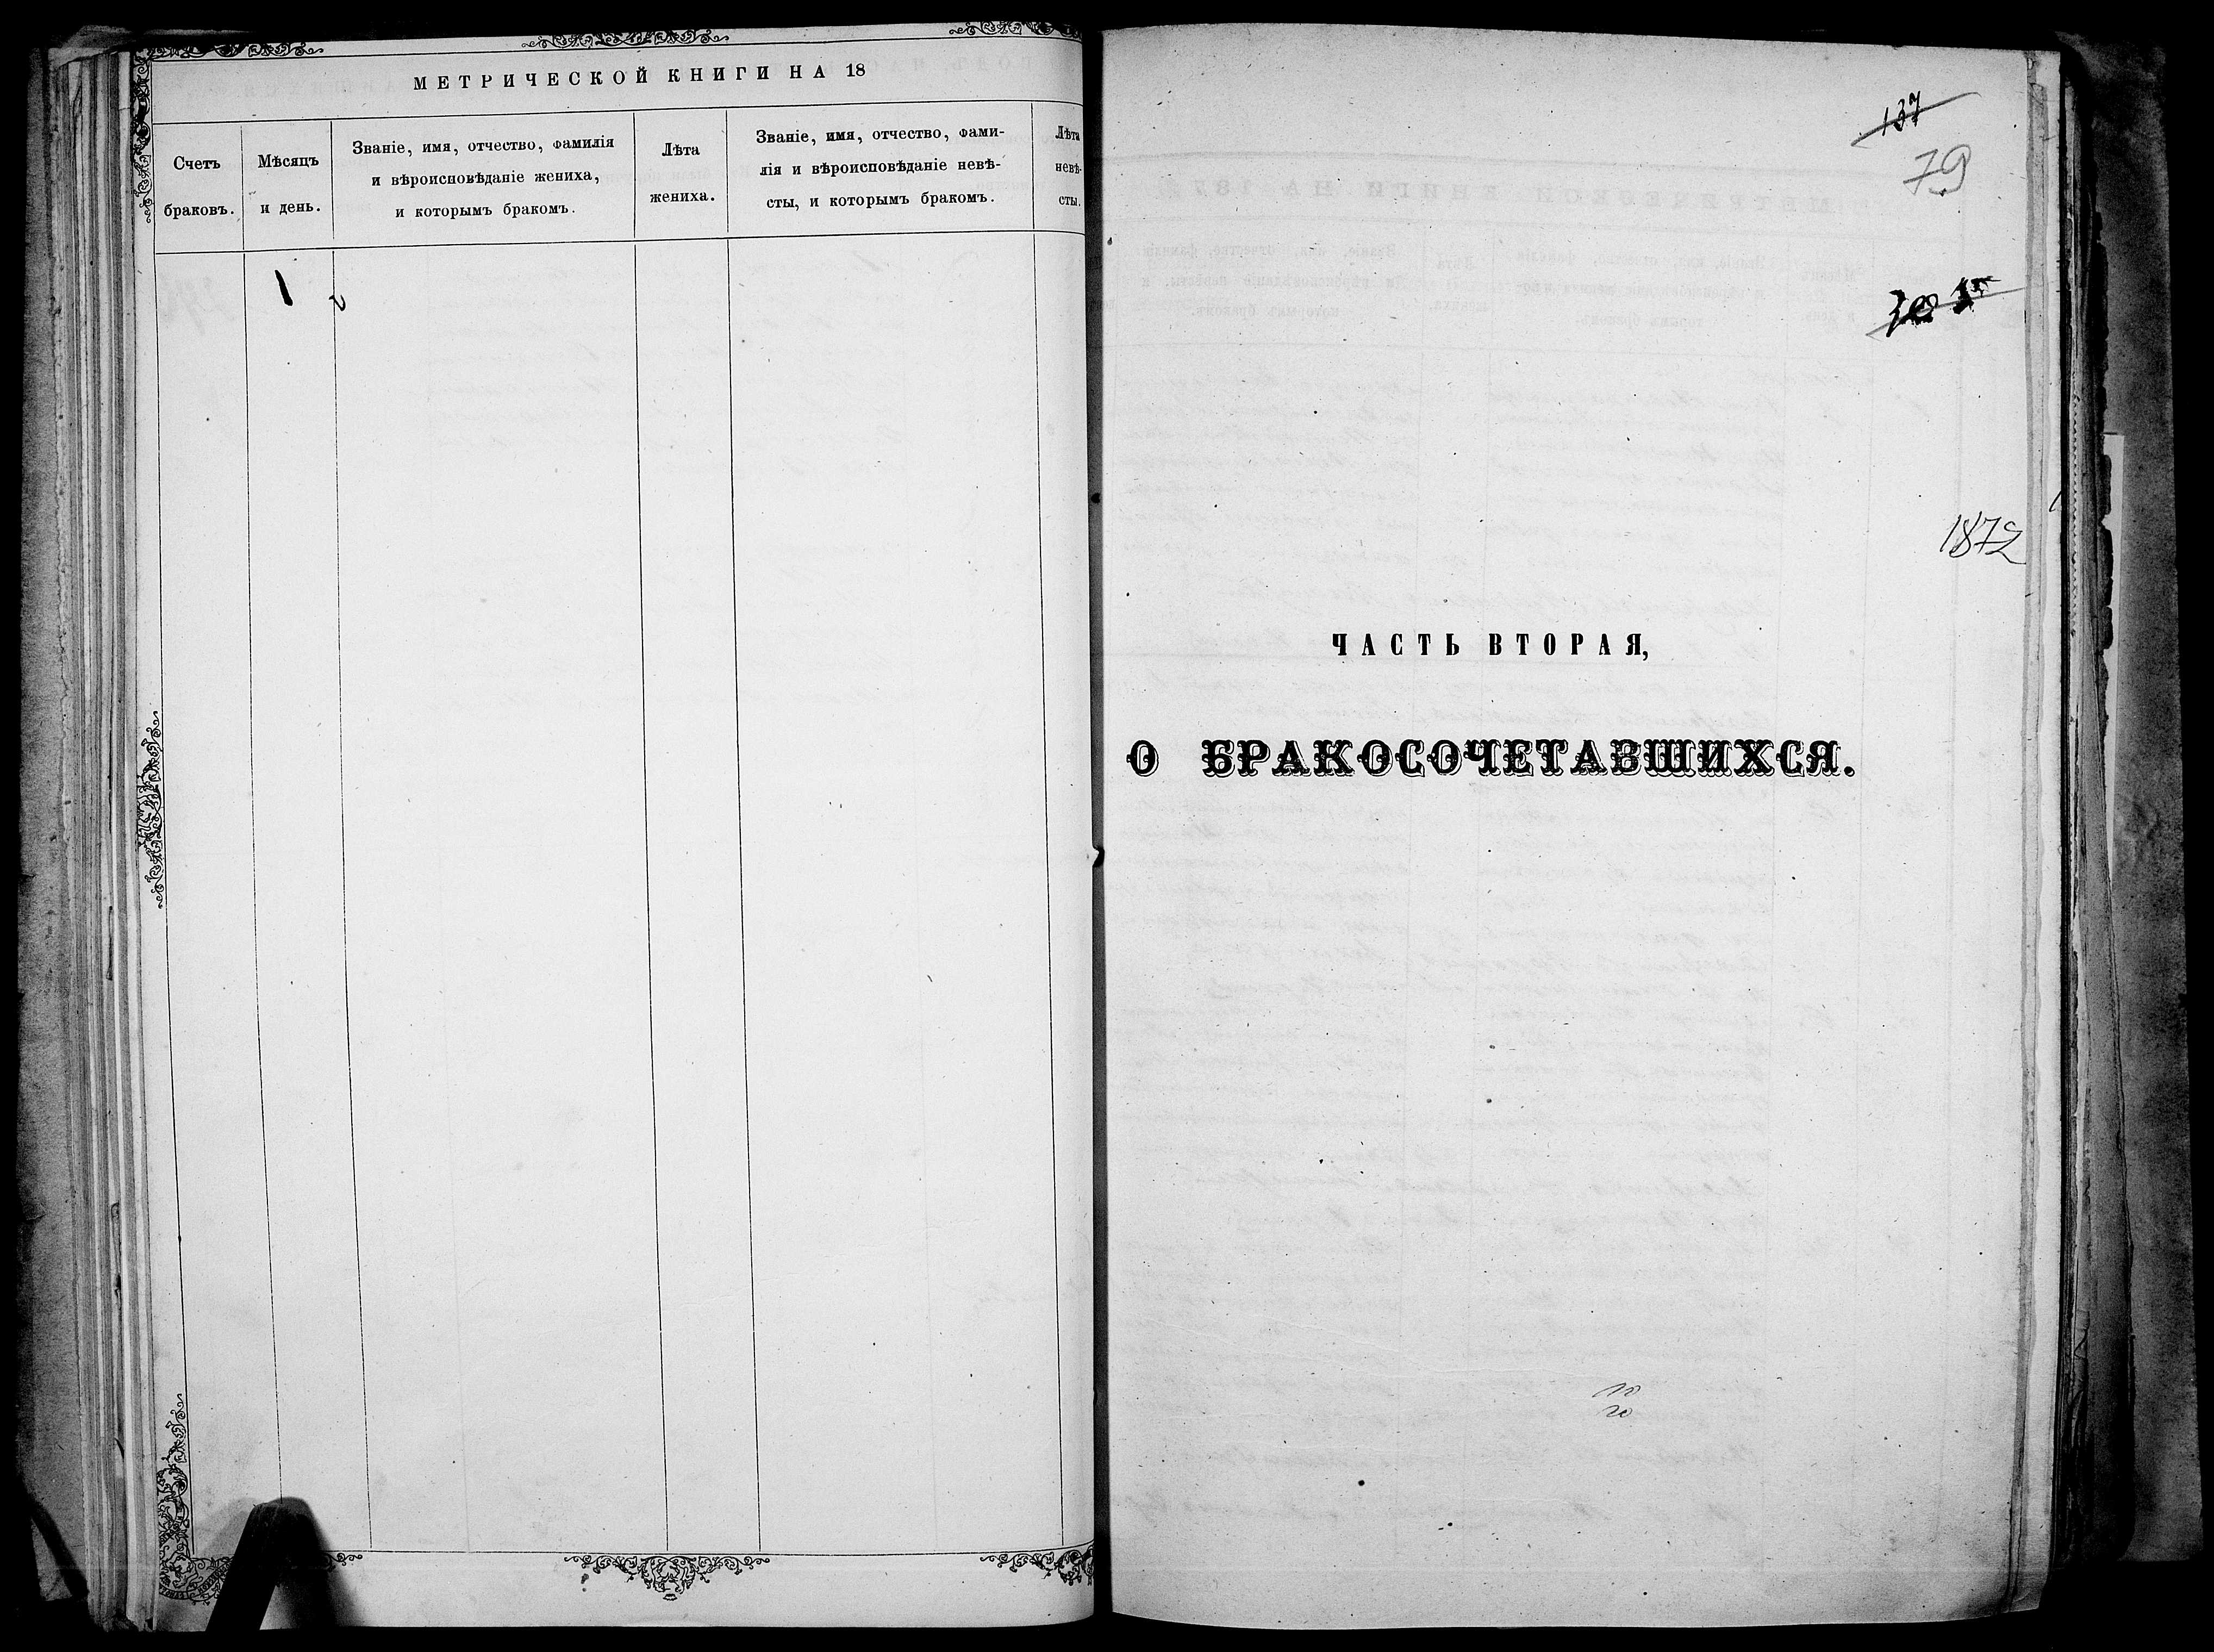 МЕТРИЧЕСКОЙ КНИГИ НА 18
Счетъ
браковъ.
Мѣсяцъ
и день.
Званіе, имя, отчество, фамилія
и вѣроисповѣданіе жениха,
и которымъ бракомъ.
Лѣта
жениха.
Званіе, имя, отчество, фами-
лія и вѣроисповѣданіе невѣ-
сты, и которымъ бракомъ.
Лѣта
невѣ-
сты.
137
79
1872
ЧАСТЬ ВТОРАЯ,
О БРАКОСОЧЕТАВШИХСЯ.